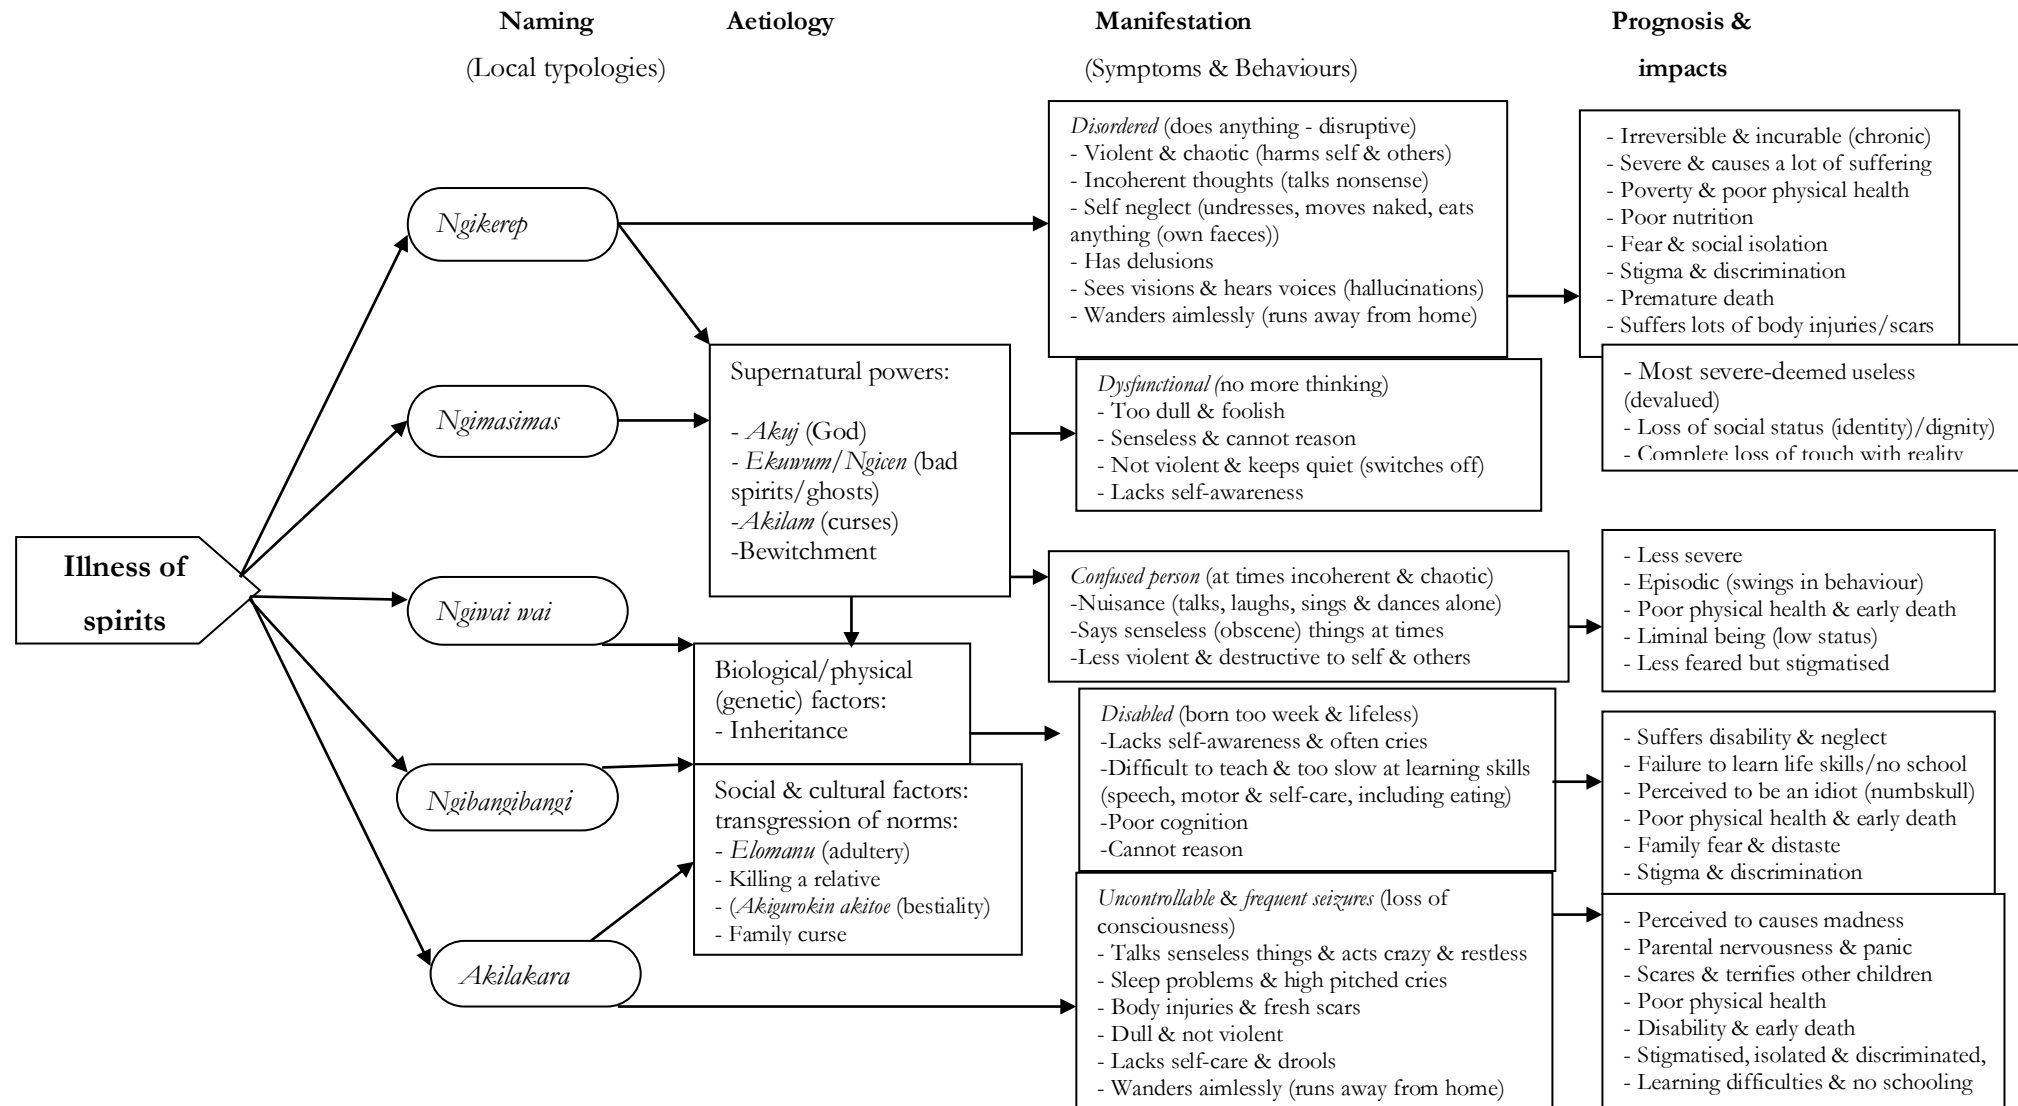 Naming
(Local typologies)
Aetiology
Manifestation
(Symptoms & Behaviours)
Prognosis &
impacts
Illness of
spirits
Ngikerep
Ngimasimas
Ngiwai wai
Ngibangibangi
Akilakara
Supernatural powers:
- Akuj (God)
- Ekuwum/Ngicen (bad
spirits/ghosts)
-Akilam (curses)
-Bewitchment
Biological/physical
(genetic) factors:
- Inheritance
Social & cultural factors:
transgression of norms:
- Elomanu (adultery)
- Killing a relative
- (Akigurokin akitoe (bestiality)
- Family curse
Disordered (does anything - disruptive)
- Violent & chaotic (harms self & others)
- Incoherent thoughts (talks nonsense)
- Self neglect (undresses, moves naked, eats
anything (own faeces))
- Has delusions
- Sees visions & hears voices (hallucinations)
- Wanders aimlessly (runs away from home)
Dysfunctional (no more thinking)
- Too dull & foolish
- Senseless & cannot reason
- Not violent & keeps quiet (switches off)
- Lacks self-awareness
Confused person (at times incoherent & chaotic)
-Nuisance (talks, laughs, sings & dances alone)
-Says senseless (obscene) things at times
-Less violent & destructive to self & others
Disabled (born too week & lifeless)
-Lacks self-awareness & often cries
-Difficult to teach & too slow at learning skills
(speech, motor & self-care, including eating)
-Poor cognition
-Cannot reason
Uncontrollable & frequent seizures (loss of
consciousness)
- Talks senseless things & acts crazy & restless
- Sleep problems & high pitched cries
- Body injuries & fresh scars
- Dull & not violent
- Lacks self-care & drools
- Wanders aimlessly (runs away from home)
- Irreversible & incurable (chronic)
- Severe & causes a lot of suffering
- Poverty & poor physical health
- Poor nutrition
- Fear & social isolation
- Stigma & discrimination
- Premature death
- Suffers lots of body injuries/scars
- Most severe-deemed useless
(devalued)
- Loss of social status (identity)/dignity)
- Complete loss of touch with reality
- Less severe
- Episodic (swings in behaviour)
- Poor physical health & early death
- Liminal being (low status)
- Less feared but stigmatised
- Suffers disability & neglect
- Failure to learn life skills/no school
- Perceived to be an idiot (numbskull)
- Poor physical health & early death
- Family fear & distaste
- Stigma & discrimination
- Perceived to causes madness
- Parental nervousness & panic
- Scares & terrifies other children
- Poor physical health
- Disability & early death
- Stigmatised, isolated & discriminated,
- Learning difficulties & no schooling